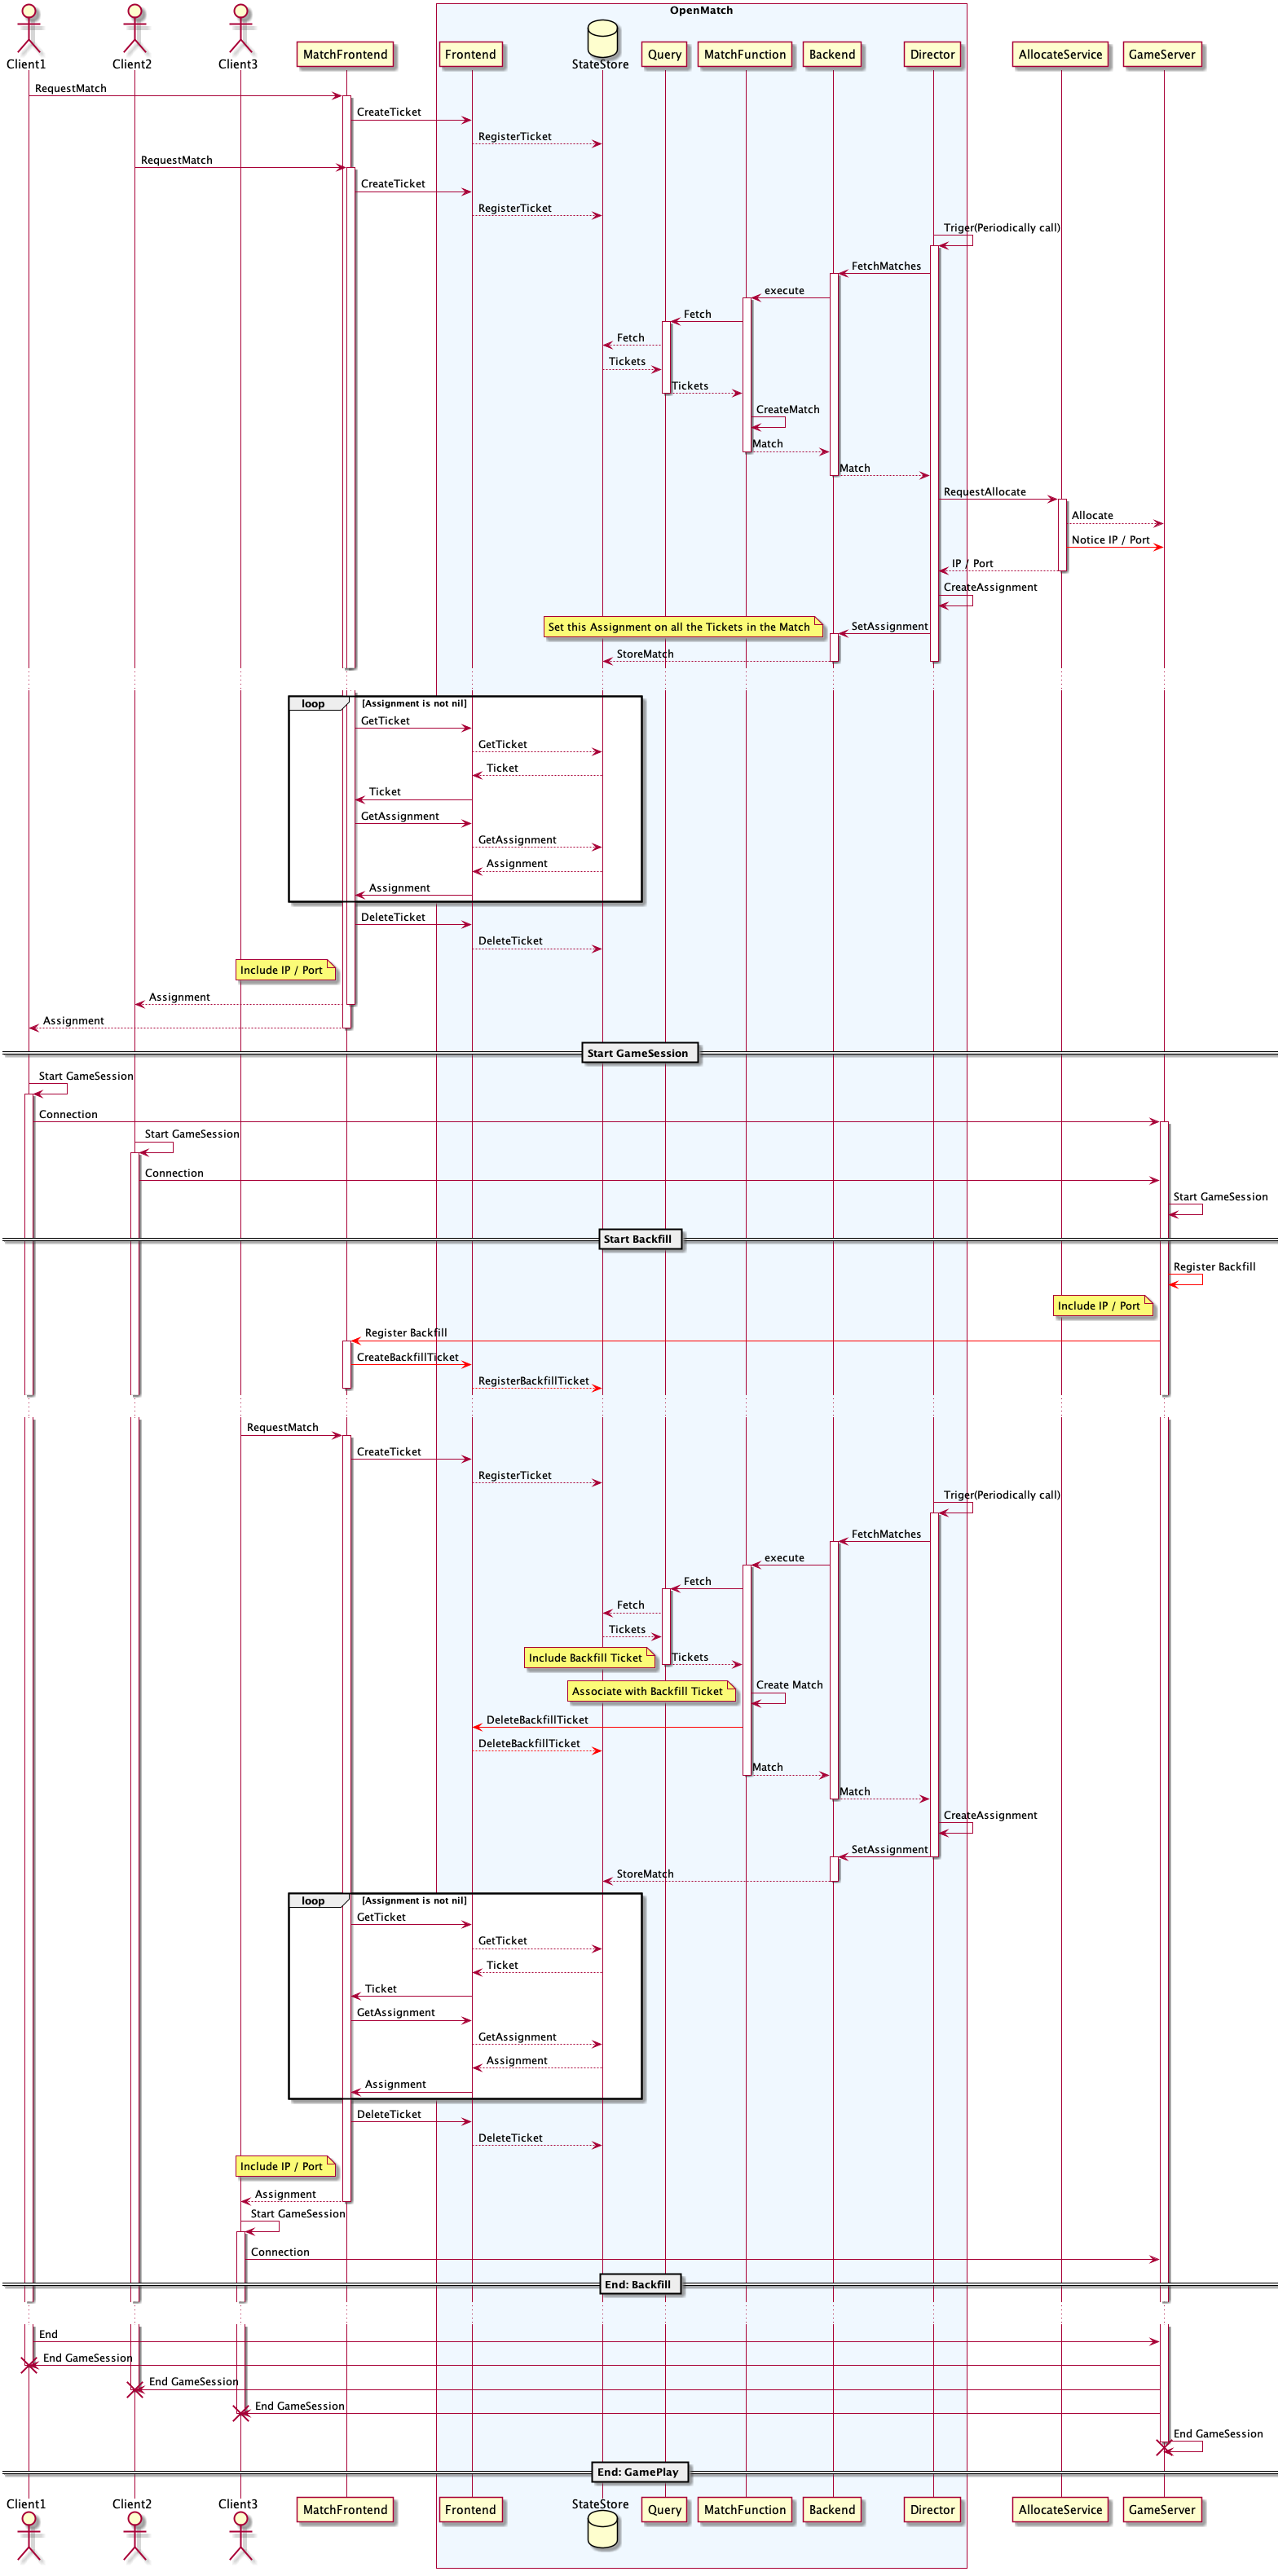 OpenMatch
Client1
Client2
Client3
MatchFrontend
Frontend
StateStore
Query
MatchFunction
Backend
Director
AllocateService
GameServer
RequestMatch
CreateTicket
RegisterTicket
RequestMatch
CreateTicket
RegisterTicket
Triger(Periodically call)
FetchMatches
execute
Fetch
Fetch
Tickets
Tickets
CreateMatch
Match
Match
RequestAllocate
Allocate
Notice IP / Port
IP / Port
CreateAssignment
Set this Assignment on all the Tickets in the Match
SetAssignment
StoreMatch
loop
[Assignment is not nil]
GetTicket
GetTicket
Ticket
Ticket
GetAssignment
GetAssignment
Assignment
Assignment
DeleteTicket
DeleteTicket
Include IP / Port
Assignment
Assignment
Start GameSession
Start GameSession
Connection
Start GameSession
Connection
Start GameSession
Start Backfill
Register Backfill
Include IP / Port
Register Backfill
CreateBackfillTicket
RegisterBackfillTicket
RequestMatch
CreateTicket
RegisterTicket
Triger(Periodically call)
FetchMatches
execute
Fetch
Fetch
Tickets
Include Backfill Ticket
Tickets
Associate with Backfill Ticket
Create Match
DeleteBackfillTicket
DeleteBackfillTicket
Match
Match
CreateAssignment
SetAssignment
StoreMatch
loop
[Assignment is not nil]
GetTicket
GetTicket
Ticket
Ticket
GetAssignment
GetAssignment
Assignment
Assignment
DeleteTicket
DeleteTicket
Include IP / Port
Assignment
Start GameSession
Connection
End: Backfill
End
End GameSession
End GameSession
End GameSession
End GameSession
End: GamePlay
Client1
Client2
Client3
MatchFrontend
Frontend
StateStore
Query
MatchFunction
Backend
Director
AllocateService
GameServer